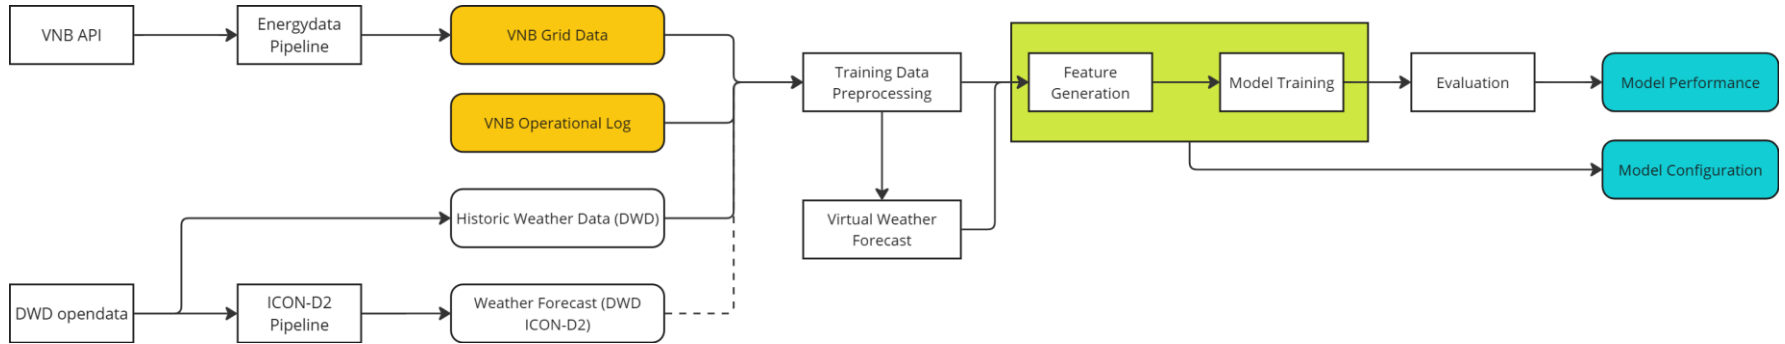 VNB API
Energydata
Pipeline
VNB Grid Data
VNB Operational Log
Historic Weather Data (DWD)
DWD opendata
ICON-D2
Pipeline
Weather Forecast (DWD
ICON-D2)
Training Data
Preprocessing
Virtual Weather
Forecast
Feature
Generation
Model Training
Evaluation
Model Performance
Model Configuration